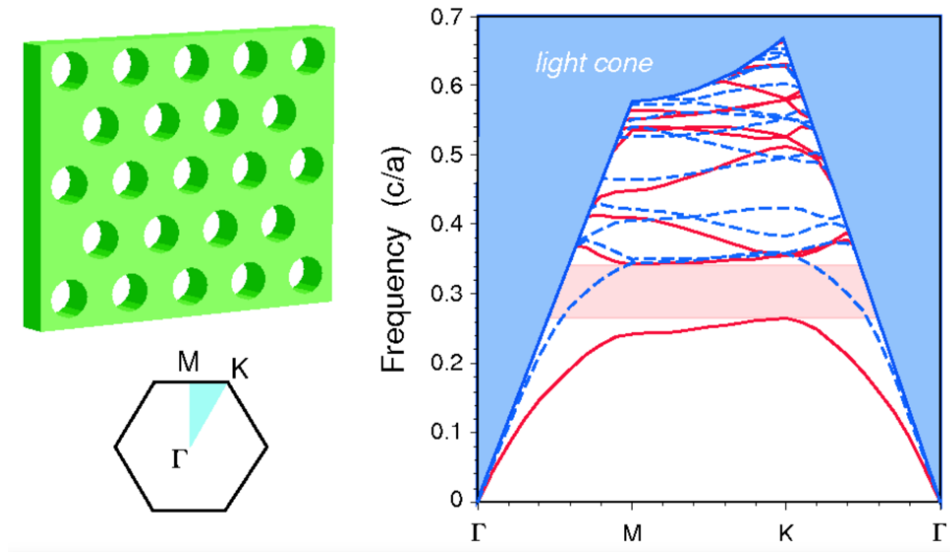 M
K
Γ
light cone
Frequency (c/a)
0.7
0.6
0.5
0.4
0.3
0.2
0.1
0
Γ
M
K
Γ